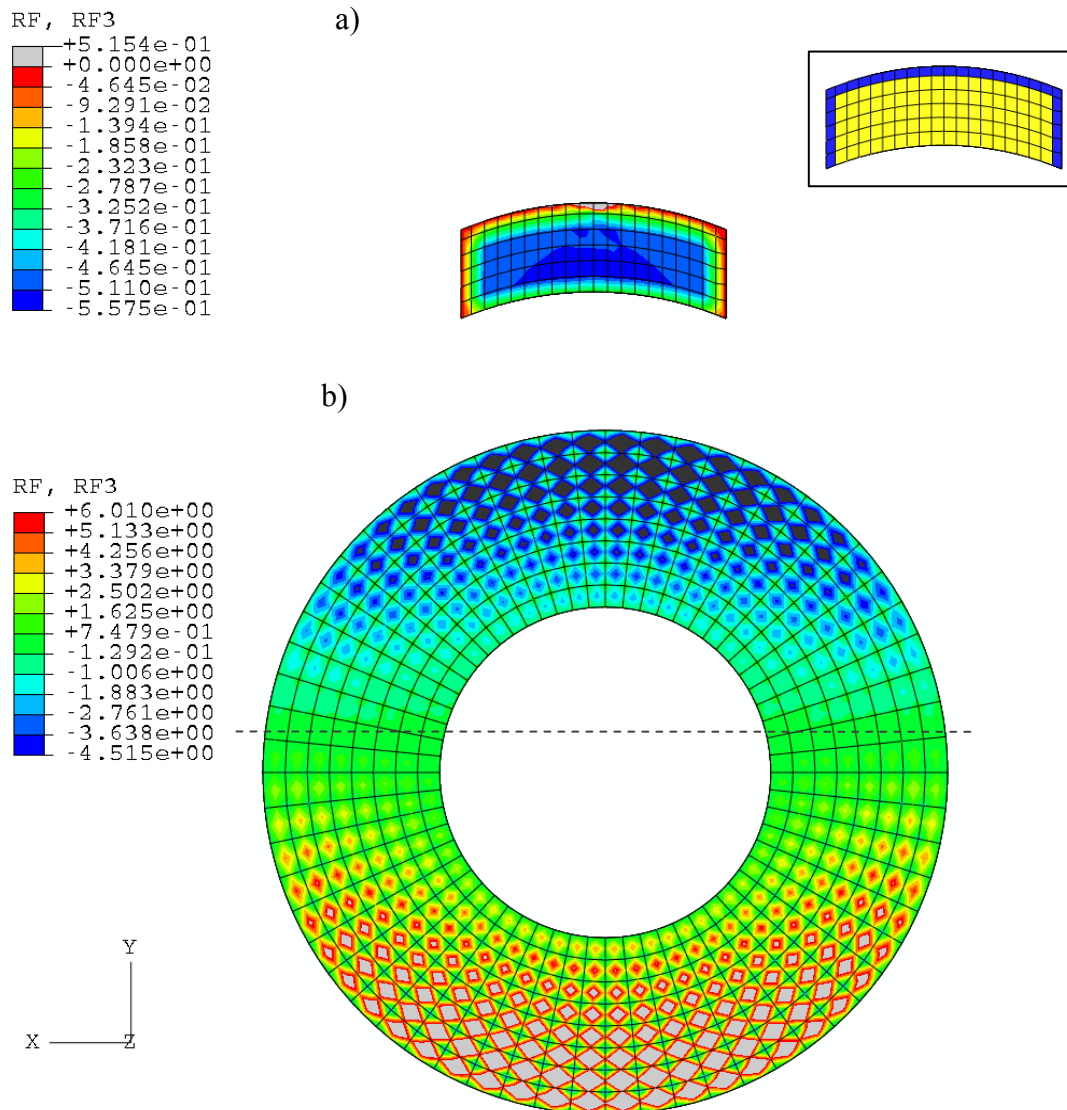 a)
RF, RF3
+5.154e-01
+0.000e+00
-4.645e-02
-9.291e-02
-1.394e-01
-1.858e-01
-2.323e-01
-2.787e-01
-3.252e-01
-3.716e-01
-4.181e-01
-4.645e-01
-5.110e-01
-5.575e-01
b)
RF, RF3
+6.010e+00
+5.133e+00
+4.256e+00
+3.379e+00
+2.502e+00
+1.625e+00
+7.479e-01
-1.292e-01
-1.006e+00
-1.883e+00
-2.761e+00
-3.638e+00
-4.515e+00
Y
X Z